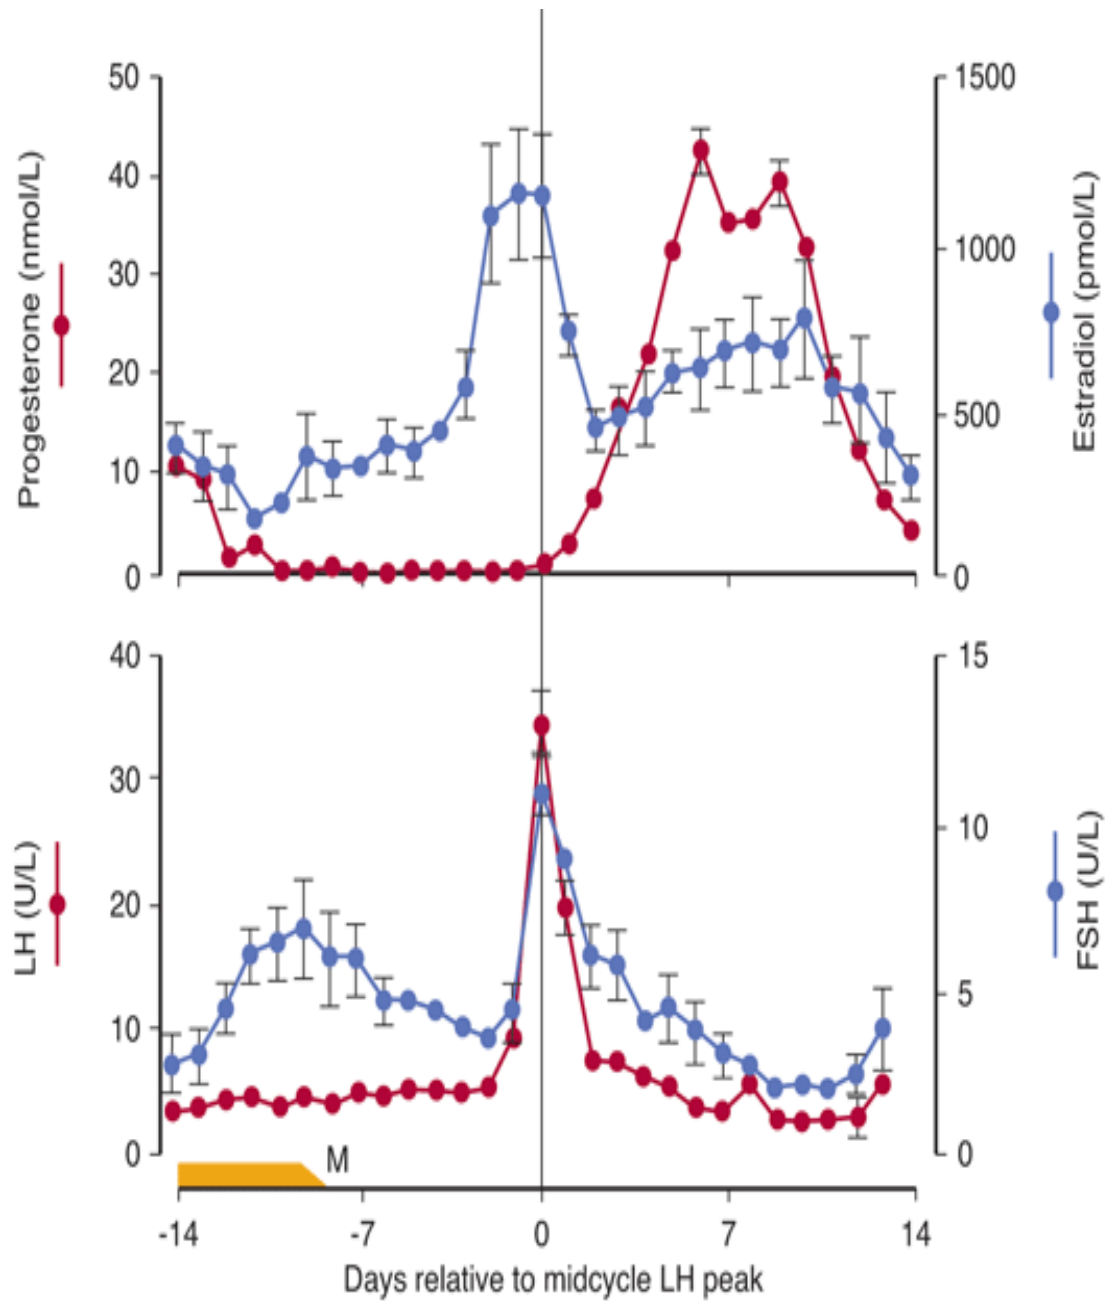 Progesterone (nmol/L)
50
40
30
20
10
0
Estradiol (pmol/L)
1500
1000
500
0
LH (U/L)
40
30
20
10
0
FSH (U/L)
15
10
5
0
M
-14 -7 0 7 14
Days relative to midcycle LH peak